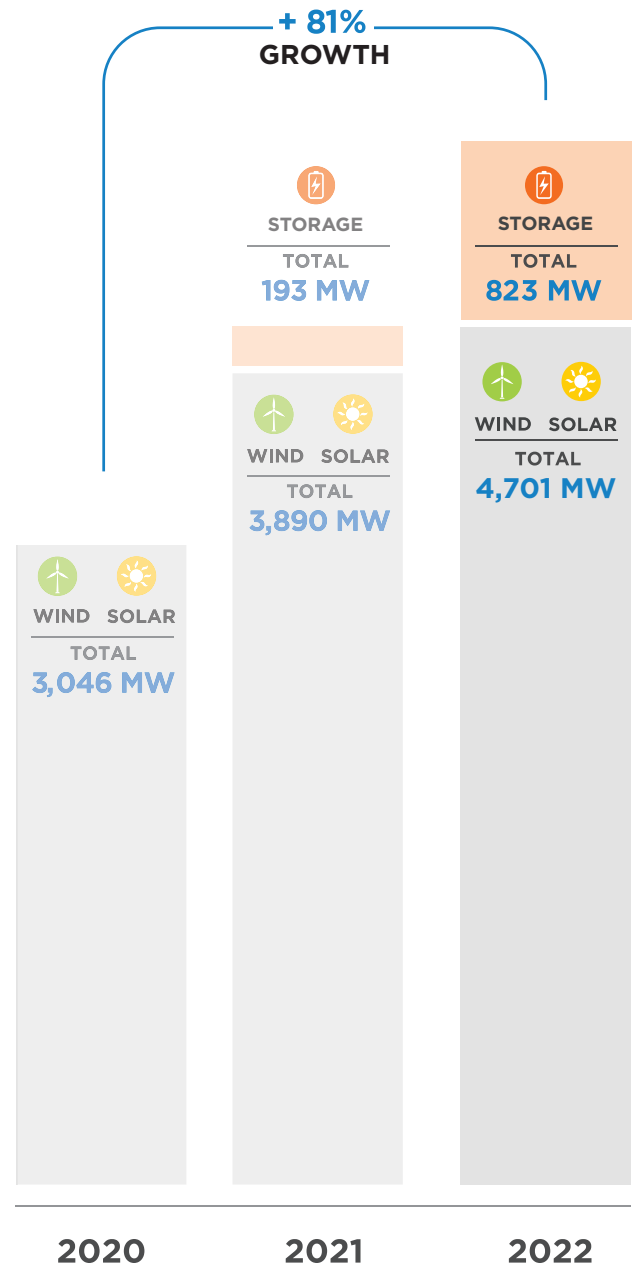 + 81%
GROWTH
STORAGE
TOTAL
193 MW
WIND SOLAR
TOTAL
3,890 MW
STORAGE
TOTAL
823 MW
WIND SOLAR
TOTAL
4,701 MW
WIND SOLAR
TOTAL
3,046 MW
2020 2021 2022